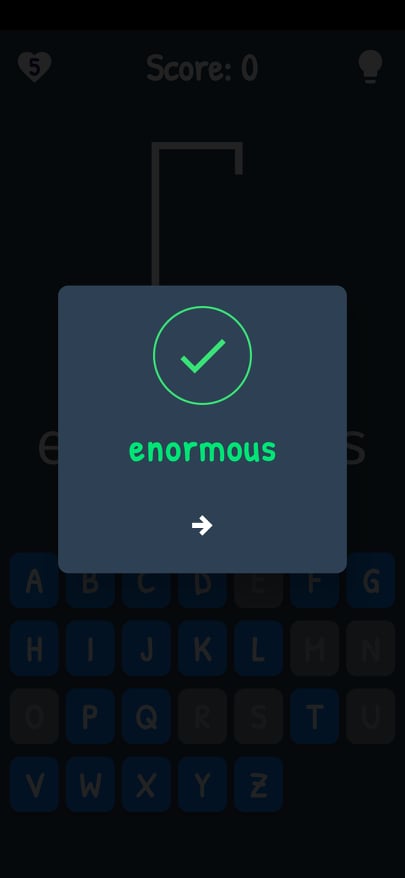 5 Score: 0
e s
enormous
A B C D E F G
H I J K L M N
O P Q R S T U
V W X Y Z